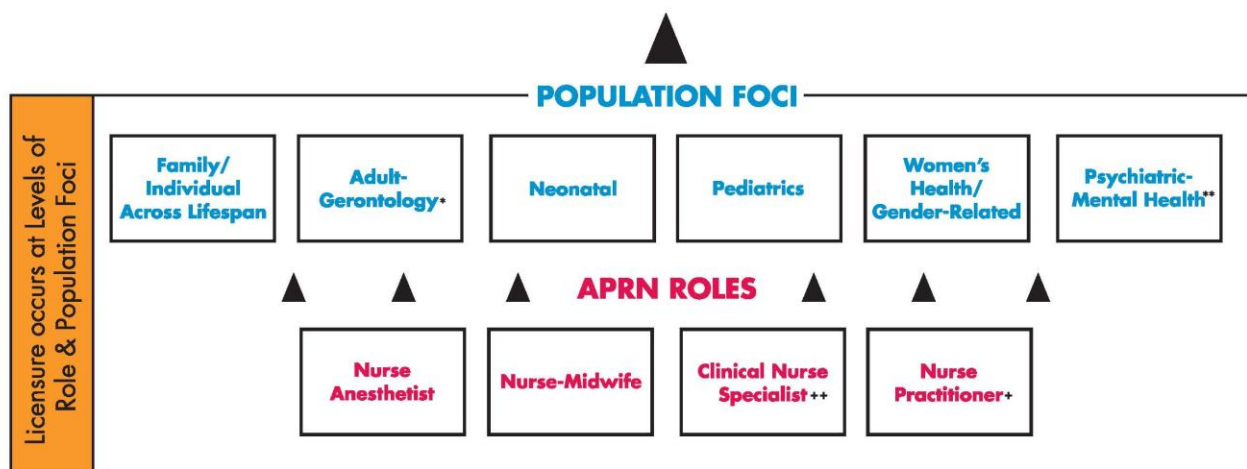 POPULATION FOCI
Licensure occurs at Levels of
Role & Population Foci
Family/
Individual
Across Lifespan
Adult-
Gerontology*
Neonatal
Pediatrics
Women's
Health/
Gender-Related
Psychiatric-
Mental Health**
APRN ROLES
Nurse
Anesthetist
Nurse-Midwife
Clinical Nurse
Specialist++
Nurse
Practitioner+